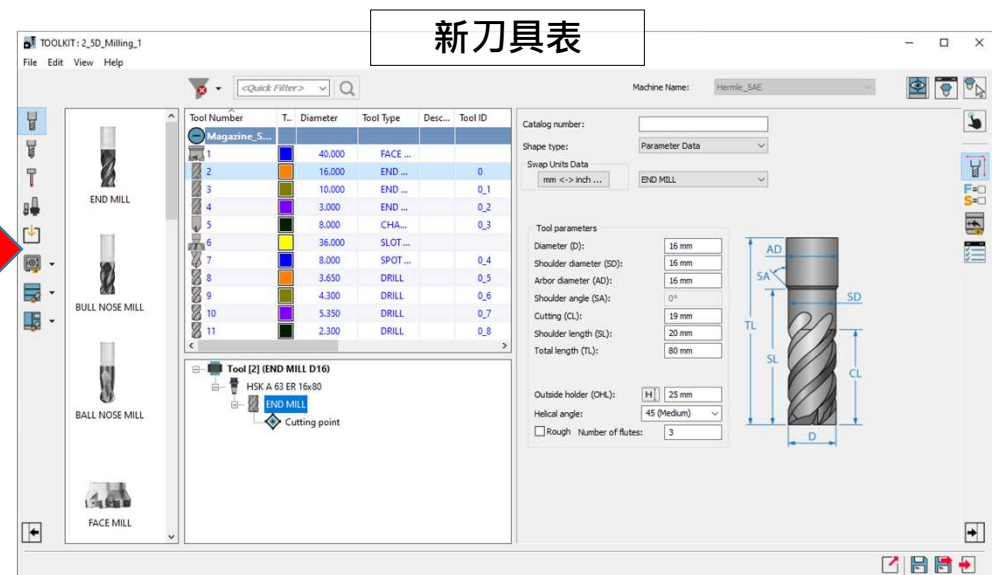 新刀具表
TOOLKIT : 2_5D_Milling_1
File Edit View Help
<Quick Filter>
Machine Name: Hermle_5AE
END MILL
BULL NOSE MILL
BALL NOSE MILL
FACE MILL
Tool Number T.. Diameter Tool Type Desc... Tool ID
Magazine_S...
1 40.000 FACE ...
2 16.000 END ... 0
3 10.000 END ... 0_1
4 3.000 END ... 0_2
5 8.000 CHA... 0_3
6 36.000 SLOT ...
7 8.000 SPOT ... 0_4
8 3.650 DRILL 0_5
9 4.300 DRILL 0_6
10 5.350 DRILL 0_7
11 2.300 DRILL 0_8
Tool [2] (END MILL D16)
HSK A 63 ER 16x80
END MILL
Cutting point
Catalog number:
Shape type: Parameter Data
Swap Units Data
mm <-> inch ... END MILL
Tool parameters
Diameter (D): 16 mm
Shoulder diameter (SD): 16 mm
Arbor diameter (AD): 16 mm
Shoulder angle (SA): 0°
Cutting (CL): 19 mm
Shoulder length (SL): 20 mm
Total length (TL): 80 mm
Outside holder (OHL): H 25 mm
Helical angle: 45 (Medium)
Rough Number of flutes: 3
AD
SA
SD
TL
SL
CL
D
F=
S=